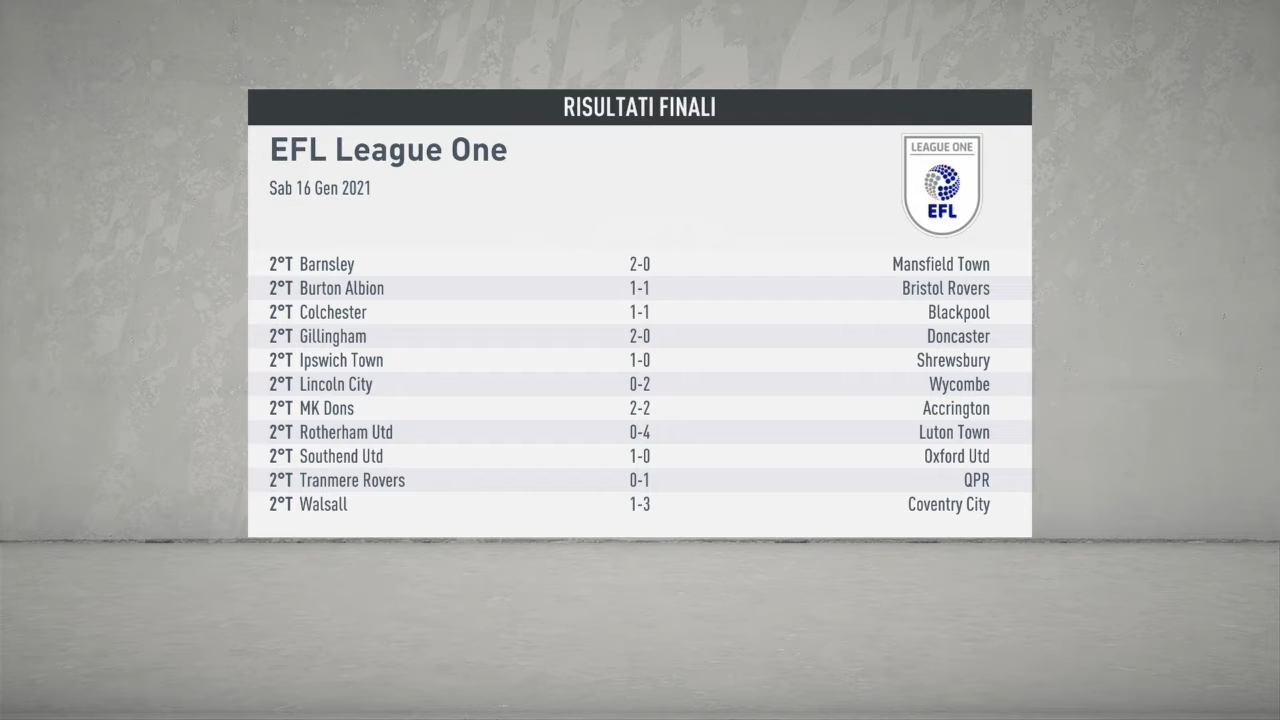 RISULTATI FINALI
EFL League One
Sab 16 Gen 2021
LEAGUE ONE
EFL
2°T Barnsley 2-0 Mansfield Town
2°T Burton Albion 1-1 Bristol Rovers
2°T Colchester 1-1 Blackpool
2°T Gillingham 2-0 Doncaster
2°T Ipswich Town 1-0 Shrewsbury
2°T Lincoln City 0-2 Wycombe
2°T MK Dons 2-2 Accrington
2°T Rotherham Utd 0-4 Luton Town
2°T Southend Utd 1-0 Oxford Utd
2°T Tranmere Rovers 0-1 QPR
2°T Walsall 1-3 Coventry City